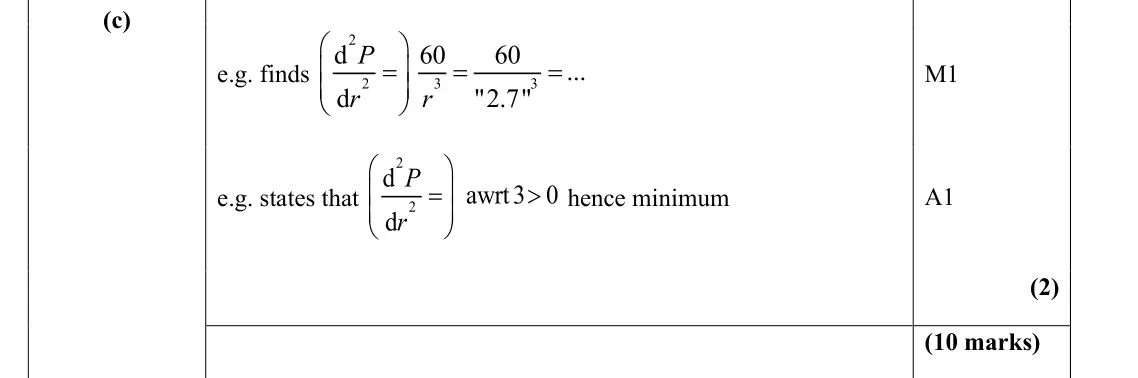 (c)
e.g. finds (d²P/dr² =) 60/r³ = 60/"2.7"³ = ... M1
e.g. states that (d²P/dr² =) awrt 3 > 0 hence minimum A1
(2)
(10 marks)